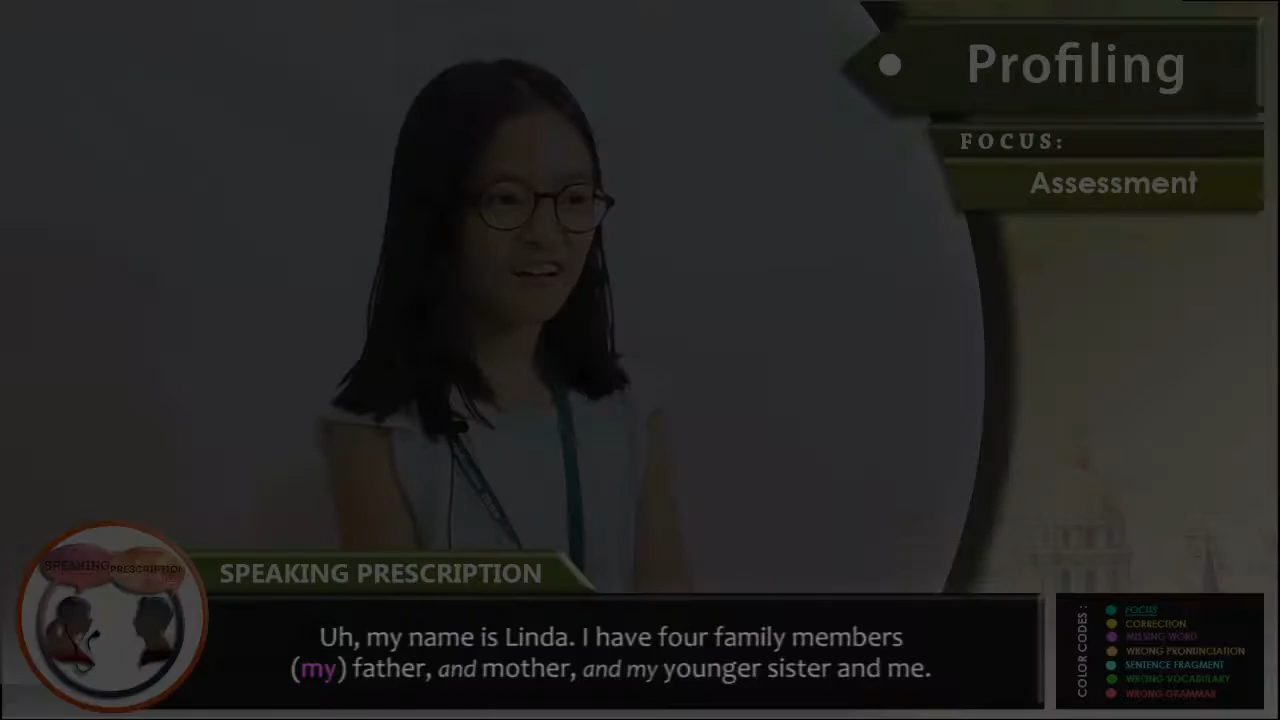 Profiling
FOCUS:
Assessment
SPEAKING PRESCRIPTION
SPEAKING PRESCRIPTION
Uh, my name is Linda. I have four family members
(my) father, and mother, and my younger sister and me.
COLOR CODES:
FOCUS
CORRECTION
MISSING WORD
WRONG PRONUNCIATION
SENTENCE FRAGMENT
WRONG VOCABULARY
WRONG GRAMMAR